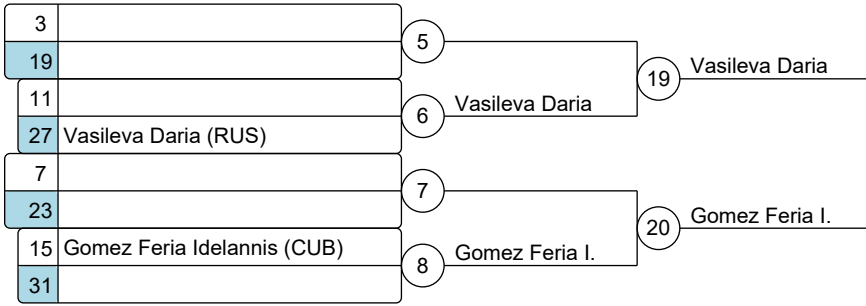 3
19
5
11
27 Vasileva Daria (RUS)
6
Vasileva Daria
19
Vasileva Daria
7
23
7
15 Gomez Feria Idelannis (CUB)
31
8
Gomez Feria I.
20
Gomez Feria I.